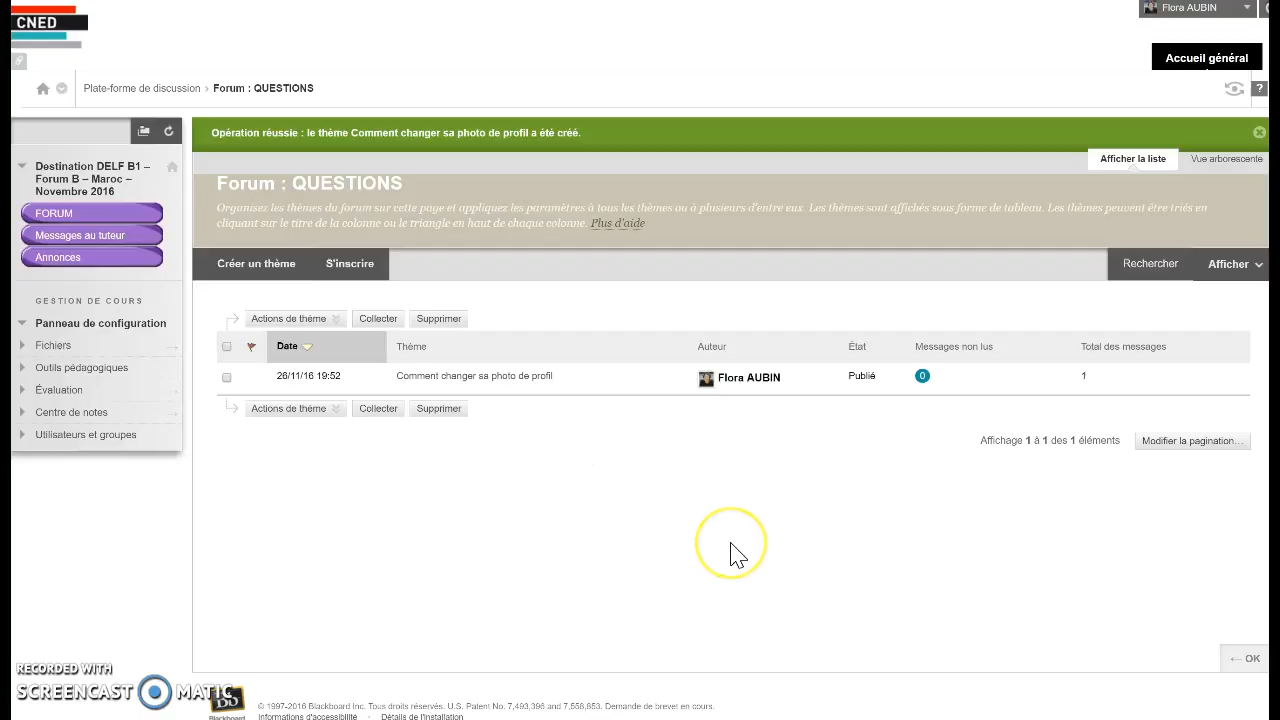 CNED
Flora AUBIN
Accueil général
Plate-forme de discussion › Forum : QUESTIONS
?
Opération réussie : le thème Comment changer sa photo de profil a été créé.
Afficher la liste
Vue arborescente
Destination DELF B1 –
Forum B – Maroc –
Novembre 2016
FORUM
Messages au tuteur
Annonces
GESTION DE COURS
Panneau de configuration
Fichiers
Outils pédagogiques
Évaluation
Centre de notes
Utilisateurs et groupes
Forum : QUESTIONS
Organisez les thèmes du forum sur cette page et appliquez les paramètres à tous les thèmes ou à plusieurs d'entre eux. Les thèmes sont affichés sous forme de tableau. Les thèmes peuvent être triés en
cliquant sur le titre de la colonne ou le triangle en haut de chaque colonne. Plus d'aide
Créer un thème
S'inscrire
Rechercher
Afficher
Actions de thème
Collecter
Supprimer
Date
Thème
Auteur
État
Messages non lus
Total des messages
26/11/16 19:52
Comment changer sa photo de profil
Flora AUBIN
Publié
0
1
Actions de thème
Collecter
Supprimer
Affichage 1 à 1 des 1 éléments
Modifier la pagination...
← OK
RECORDED WITH
SCREENCAST MATIC
Blackboard
© 1997-2016 Blackboard Inc. Tous droits réservés. U.S. Patent No. 7,493,396 and 7,558,853. Demande de brevet en cours.
Informations d'accessibilité - Détails de l'installation